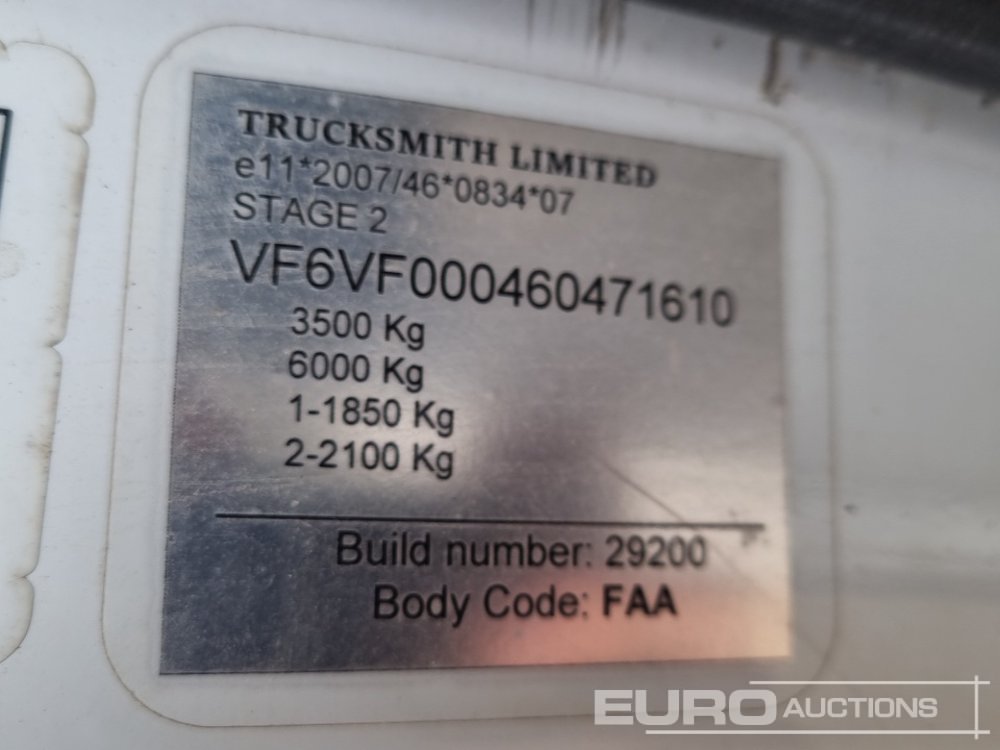 TRUCKSMITH LIMITED
e11*2007/46*0834*07
STAGE 2
VF6VF000460471610
3500 Kg
6000 Kg
1-1850 Kg
2-2100 Kg
Build number: 29200
Body Code: FAA
EURO AUCTIONS